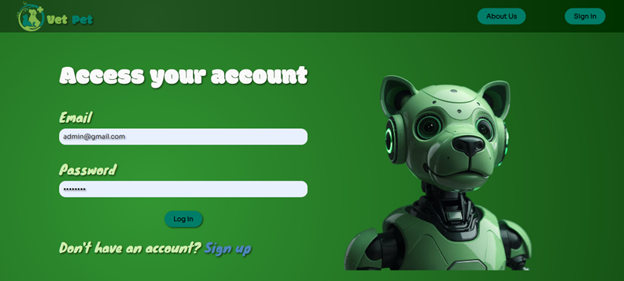 Vet Pet
About Us
Sign In
Access your account
Email
admin@gmail.com
Password
••••••••
Log In
Don't have an account? Sign up